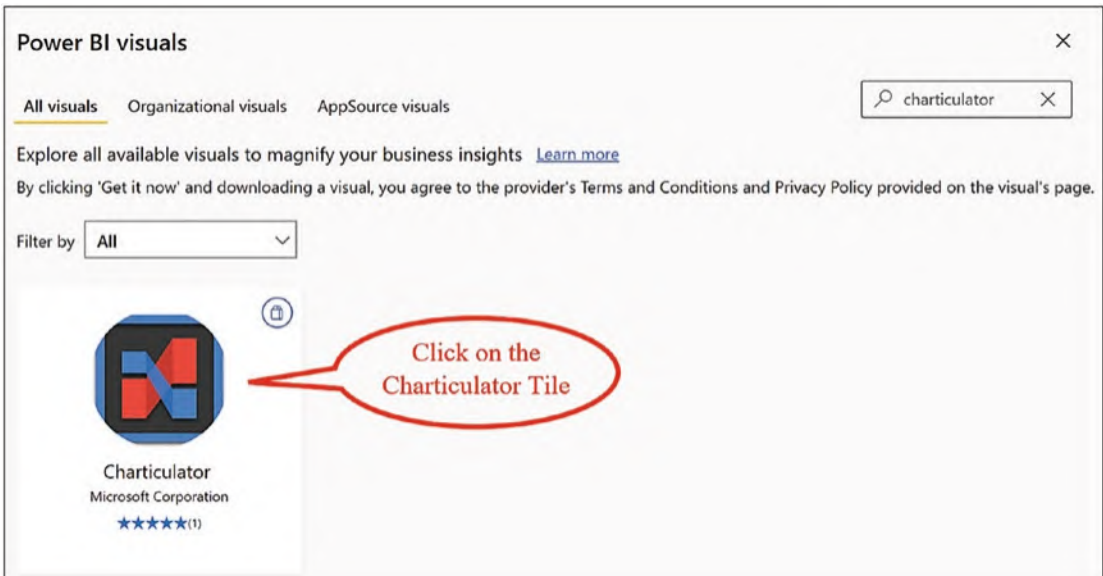 Power BI visuals
All visuals Organizational visuals AppSource visuals
charticulator
Explore all available visuals to magnify your business insights Learn more
By clicking 'Get it now' and downloading a visual, you agree to the provider's Terms and Conditions and Privacy Policy provided on the visual's page.
Filter by All
Click on the
Charticulator Tile
Charticulator
Microsoft Corporation
★★★★★(1)